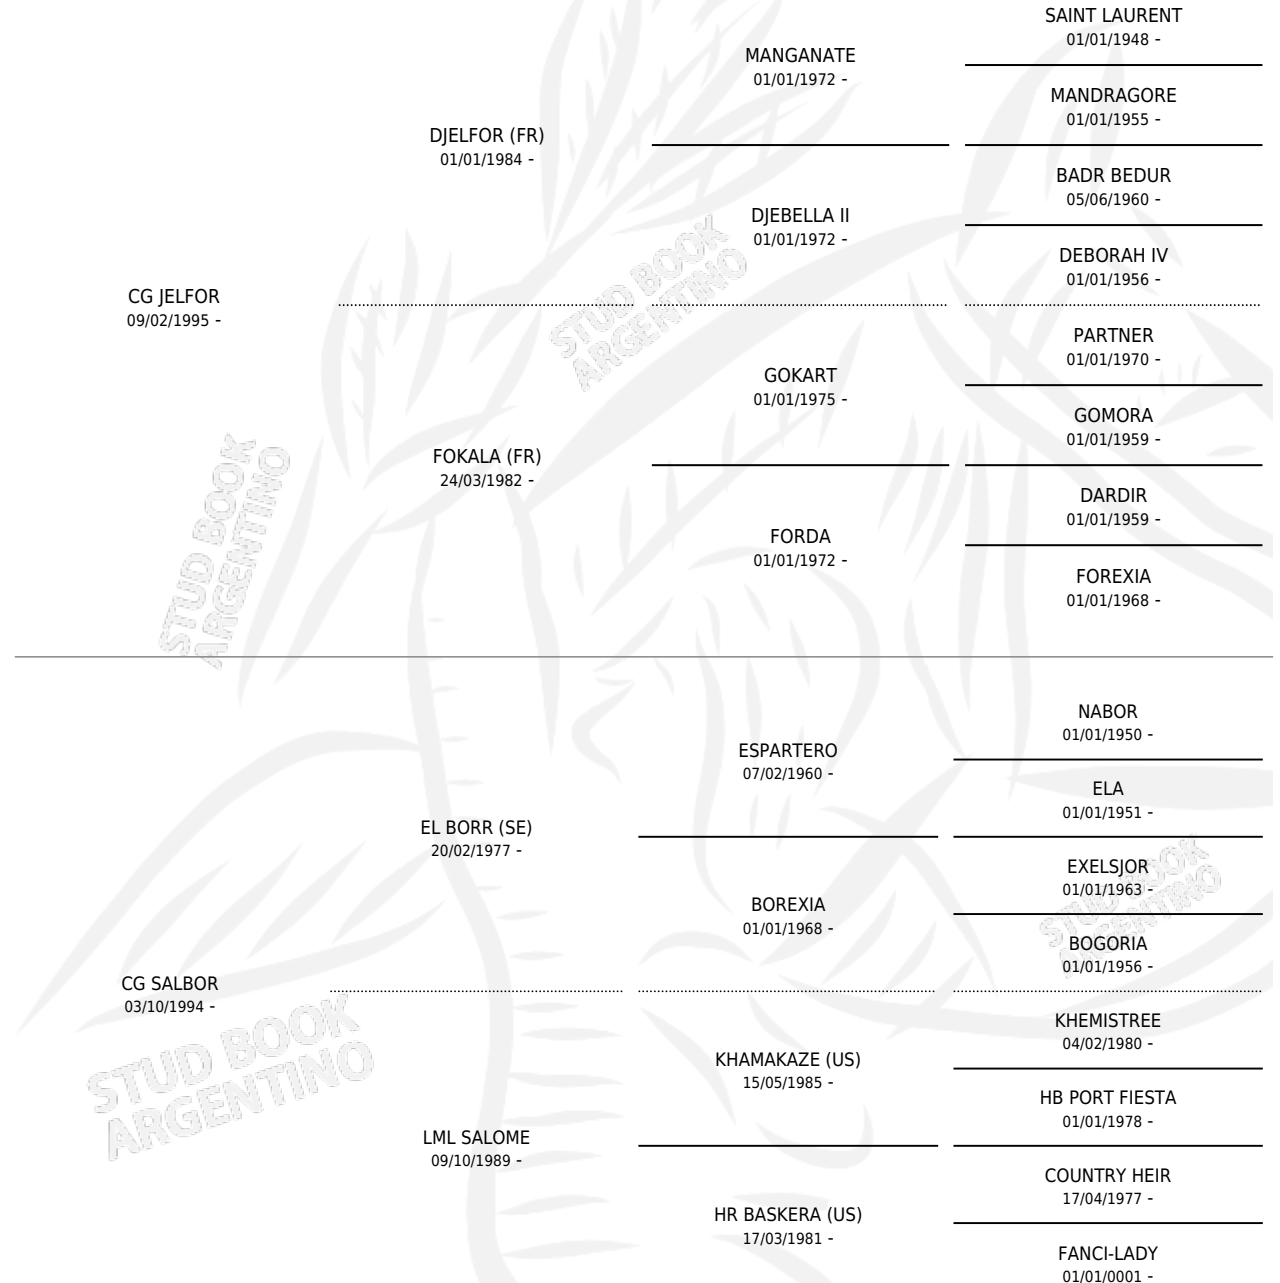 SAINT LAURENT
01/01/1948 -
MANGANATE
01/01/1972 -
MANDRAGORE
01/01/1955 -
DJELFOR (FR)
01/01/1984 -
BADR BEDUR
05/06/1960 -
DJEBELLA II
01/01/1972 -
DEBORAH IV
01/01/1956 -
CG JELFOR
09/02/1995 -
PARTNER
01/01/1970 -
GOKART
01/01/1975 -
GOMORA
01/01/1959 -
FOKALA (FR)
24/03/1982 -
DARDIR
01/01/1959 -
FORDA
01/01/1972 -
FOREXIA
01/01/1968 -
STUD BOOK
ARGENTINO
STUD BOOK
ARGENTINO
NABOR
01/01/1950 -
ESPARTERO
07/02/1960 -
ELA
01/01/1951 -
EL BORR (SE)
20/02/1977 -
EXELSJOR
01/01/1963 -
BOREXIA
01/01/1968 -
BOGORIA
01/01/1956 -
CG SALBOR
03/10/1994 -
KHEMISTREE
04/02/1980 -
KHAMAKAZE (US)
15/05/1985 -
HB PORT FIESTA
01/01/1978 -
LML SALOME
09/10/1989 -
COUNTRY HEIR
17/04/1977 -
HR BASKERA (US)
17/03/1981 -
FANCI-LADY
01/01/0001 -
STUD BOOK
ARGENTINO
STUD BOOK
ARGENTINO